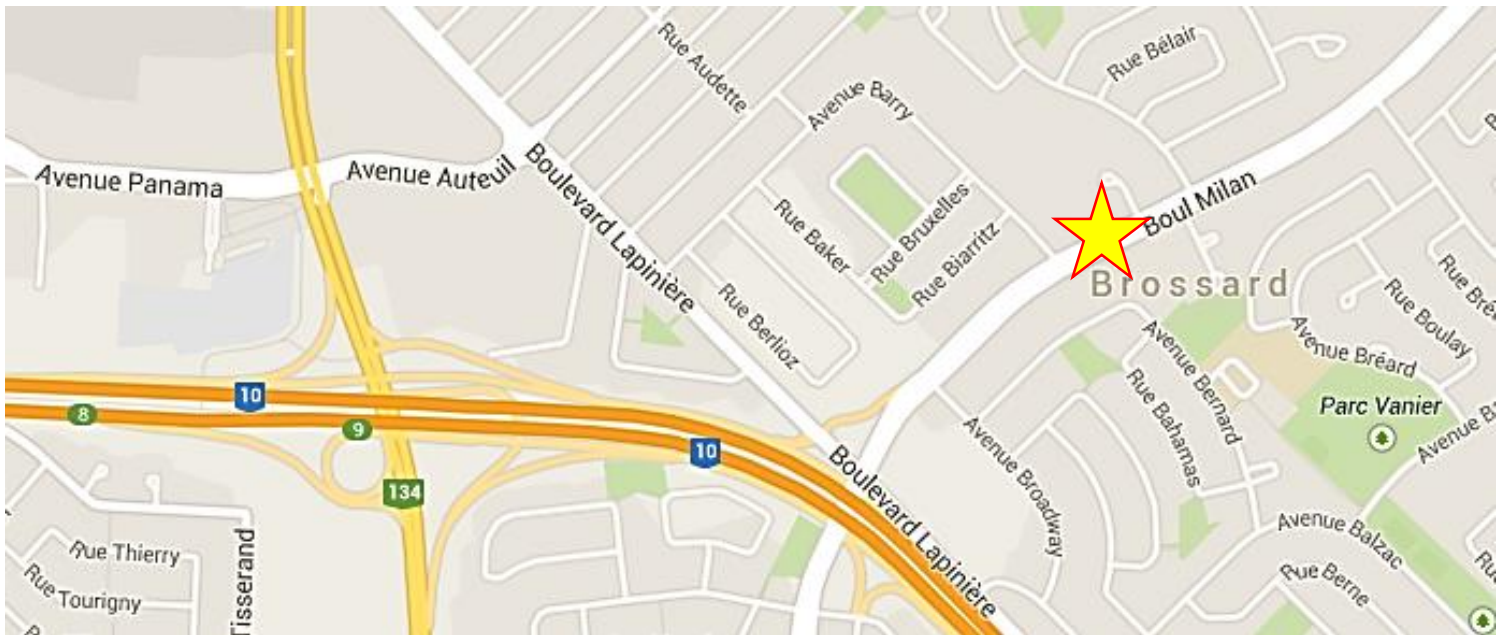 Rue Audette
Rue Bélair
Avenue Barry
Avenue Panama
Avenue Auteuil
Boulevard Lapinière
Rue Baker
Rue Bruxelles
Rue Biarritz
Boul Milan
Brossard
Rue Berlioz
Avenue Bernard
Avenue Bréard
Rue Boulay
Rue Bahamas
Parc Vanier
10
8
9
10
134
Boulevard Lapinière
Avenue Broadway
Avenue Balzac
Rue Berne
Rue Thierry
Rue Tourigny
Tisserand